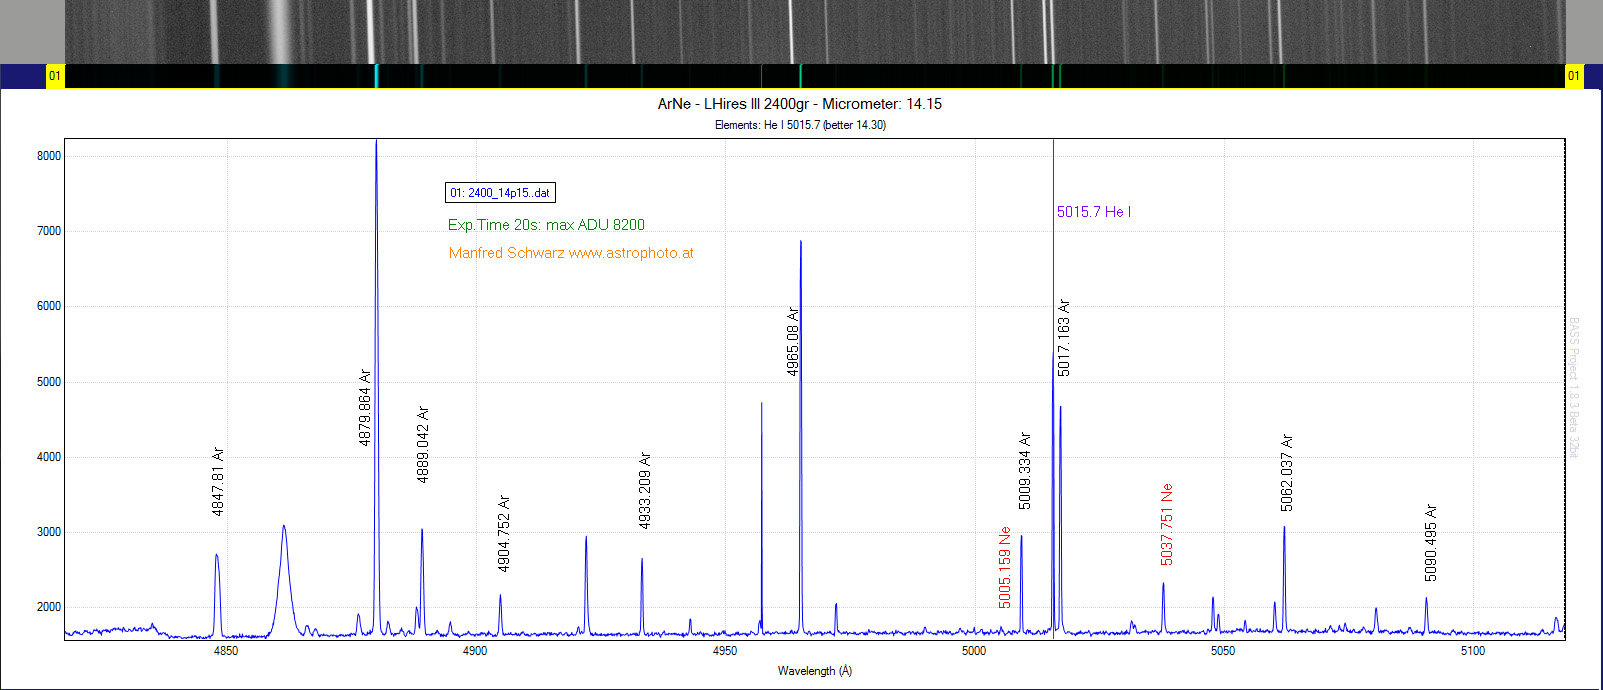 01 01
ArNe - LHires III 2400gr - Micrometer: 14.15
Elements: He I 5015.7 (better 14.30)
8000
7000
6000
5000
4000
3000
2000
01: 2400_14p15..dat
Exp.Time 20s: max ADU 8200
Manfred Schwarz www.astrophoto.at
5015.7 He I
4847.81 Ar
4879.864 Ar
4889.042 Ar
4904.752 Ar
4933.209 Ar
4965.08 Ar
5005.159 Ne
5009.334 Ar
5017.163 Ar
5037.751 Ne
5062.037 Ar
5090.495 Ar
BASS Project 1.8.3 Beta 32bit
4850 4900 4950 5000 5050 5100
Wavelength (Å)